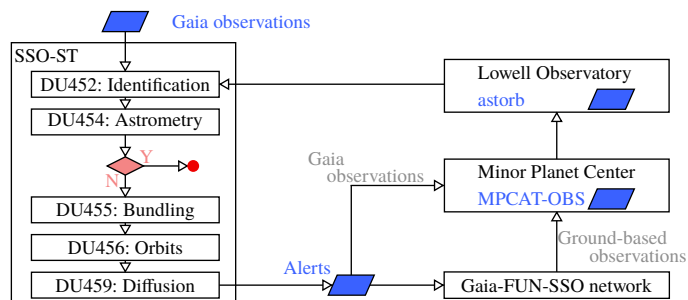 Gaia observations
SSO-ST
DU452: Identification
DU454: Astrometry
Y
N
DU455: Bundling
DU456: Orbits
DU459: Diffusion
Alerts
Gaia
observations
Lowell Observatory
astorb
Minor Planet Center
MPCAT-OBS
Ground-based
observations
Gaia-FUN-SSO network